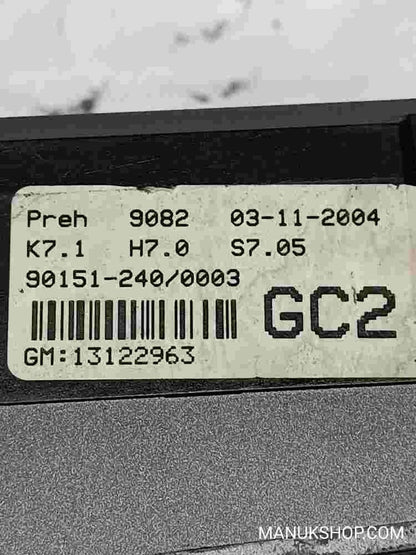 Preh 9082 03-11-2004
K7.1 H7.0 S7.05
90151-240/0003
GC2
GM:13122963
MANUKSHOP.COM